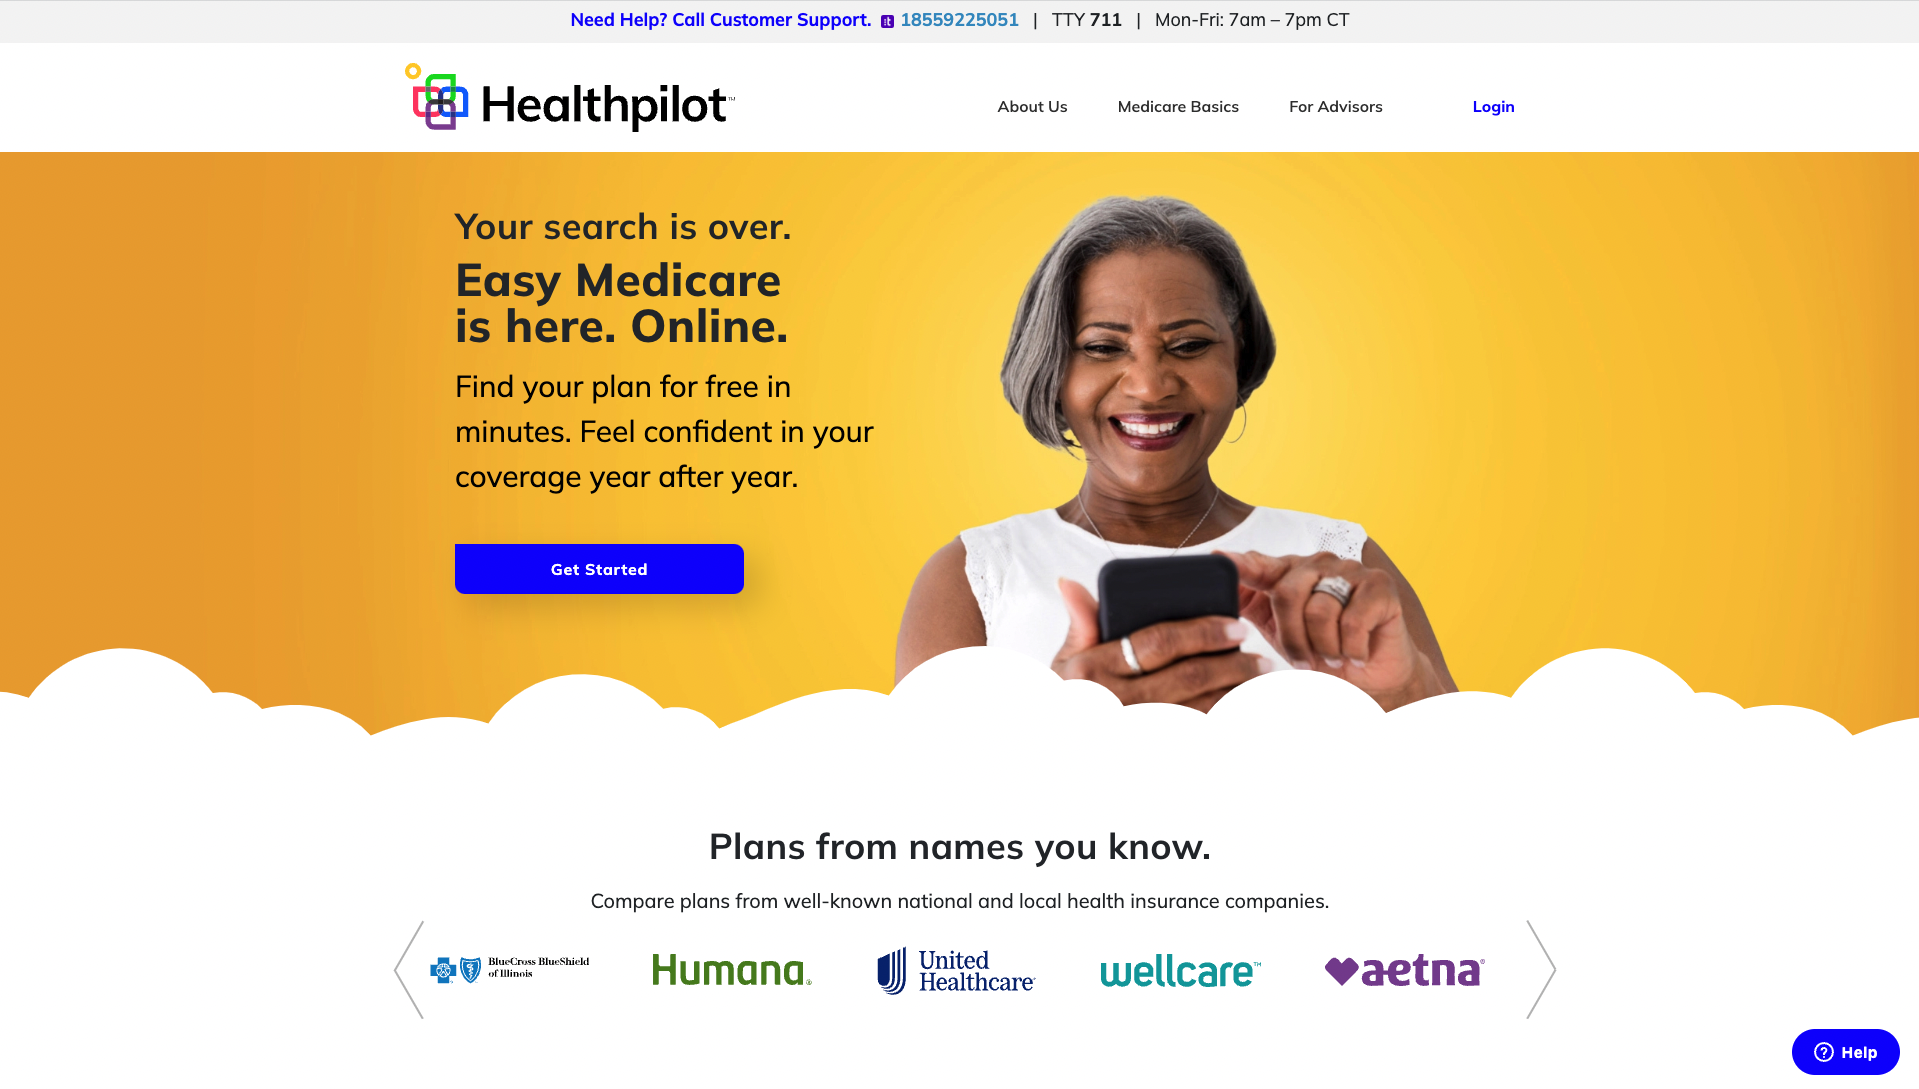 Need Help? Call Customer Support. 18559225051 | TTY 711 | Mon-Fri: 7am – 7pm CT
Healthpilot™
About Us Medicare Basics For Advisors Login
Your search is over.
Easy Medicare
is here. Online.
Find your plan for free in
minutes. Feel confident in your
coverage year after year.
Get Started
Plans from names you know.
Compare plans from well-known national and local health insurance companies.
BlueCross BlueShield
of Illinois
Humana®
United
Healthcare
wellcare™
aetna®
Help